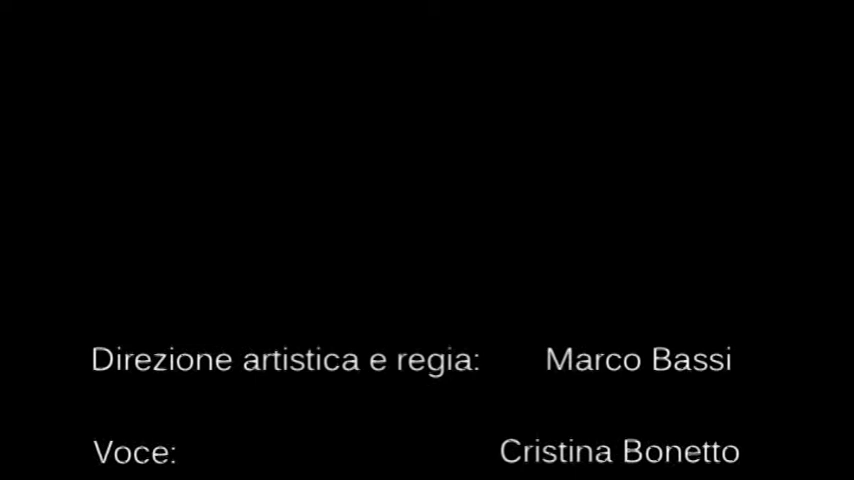 Direzione artistica e regia: Marco Bassi
Voce: Cristina Bonetto